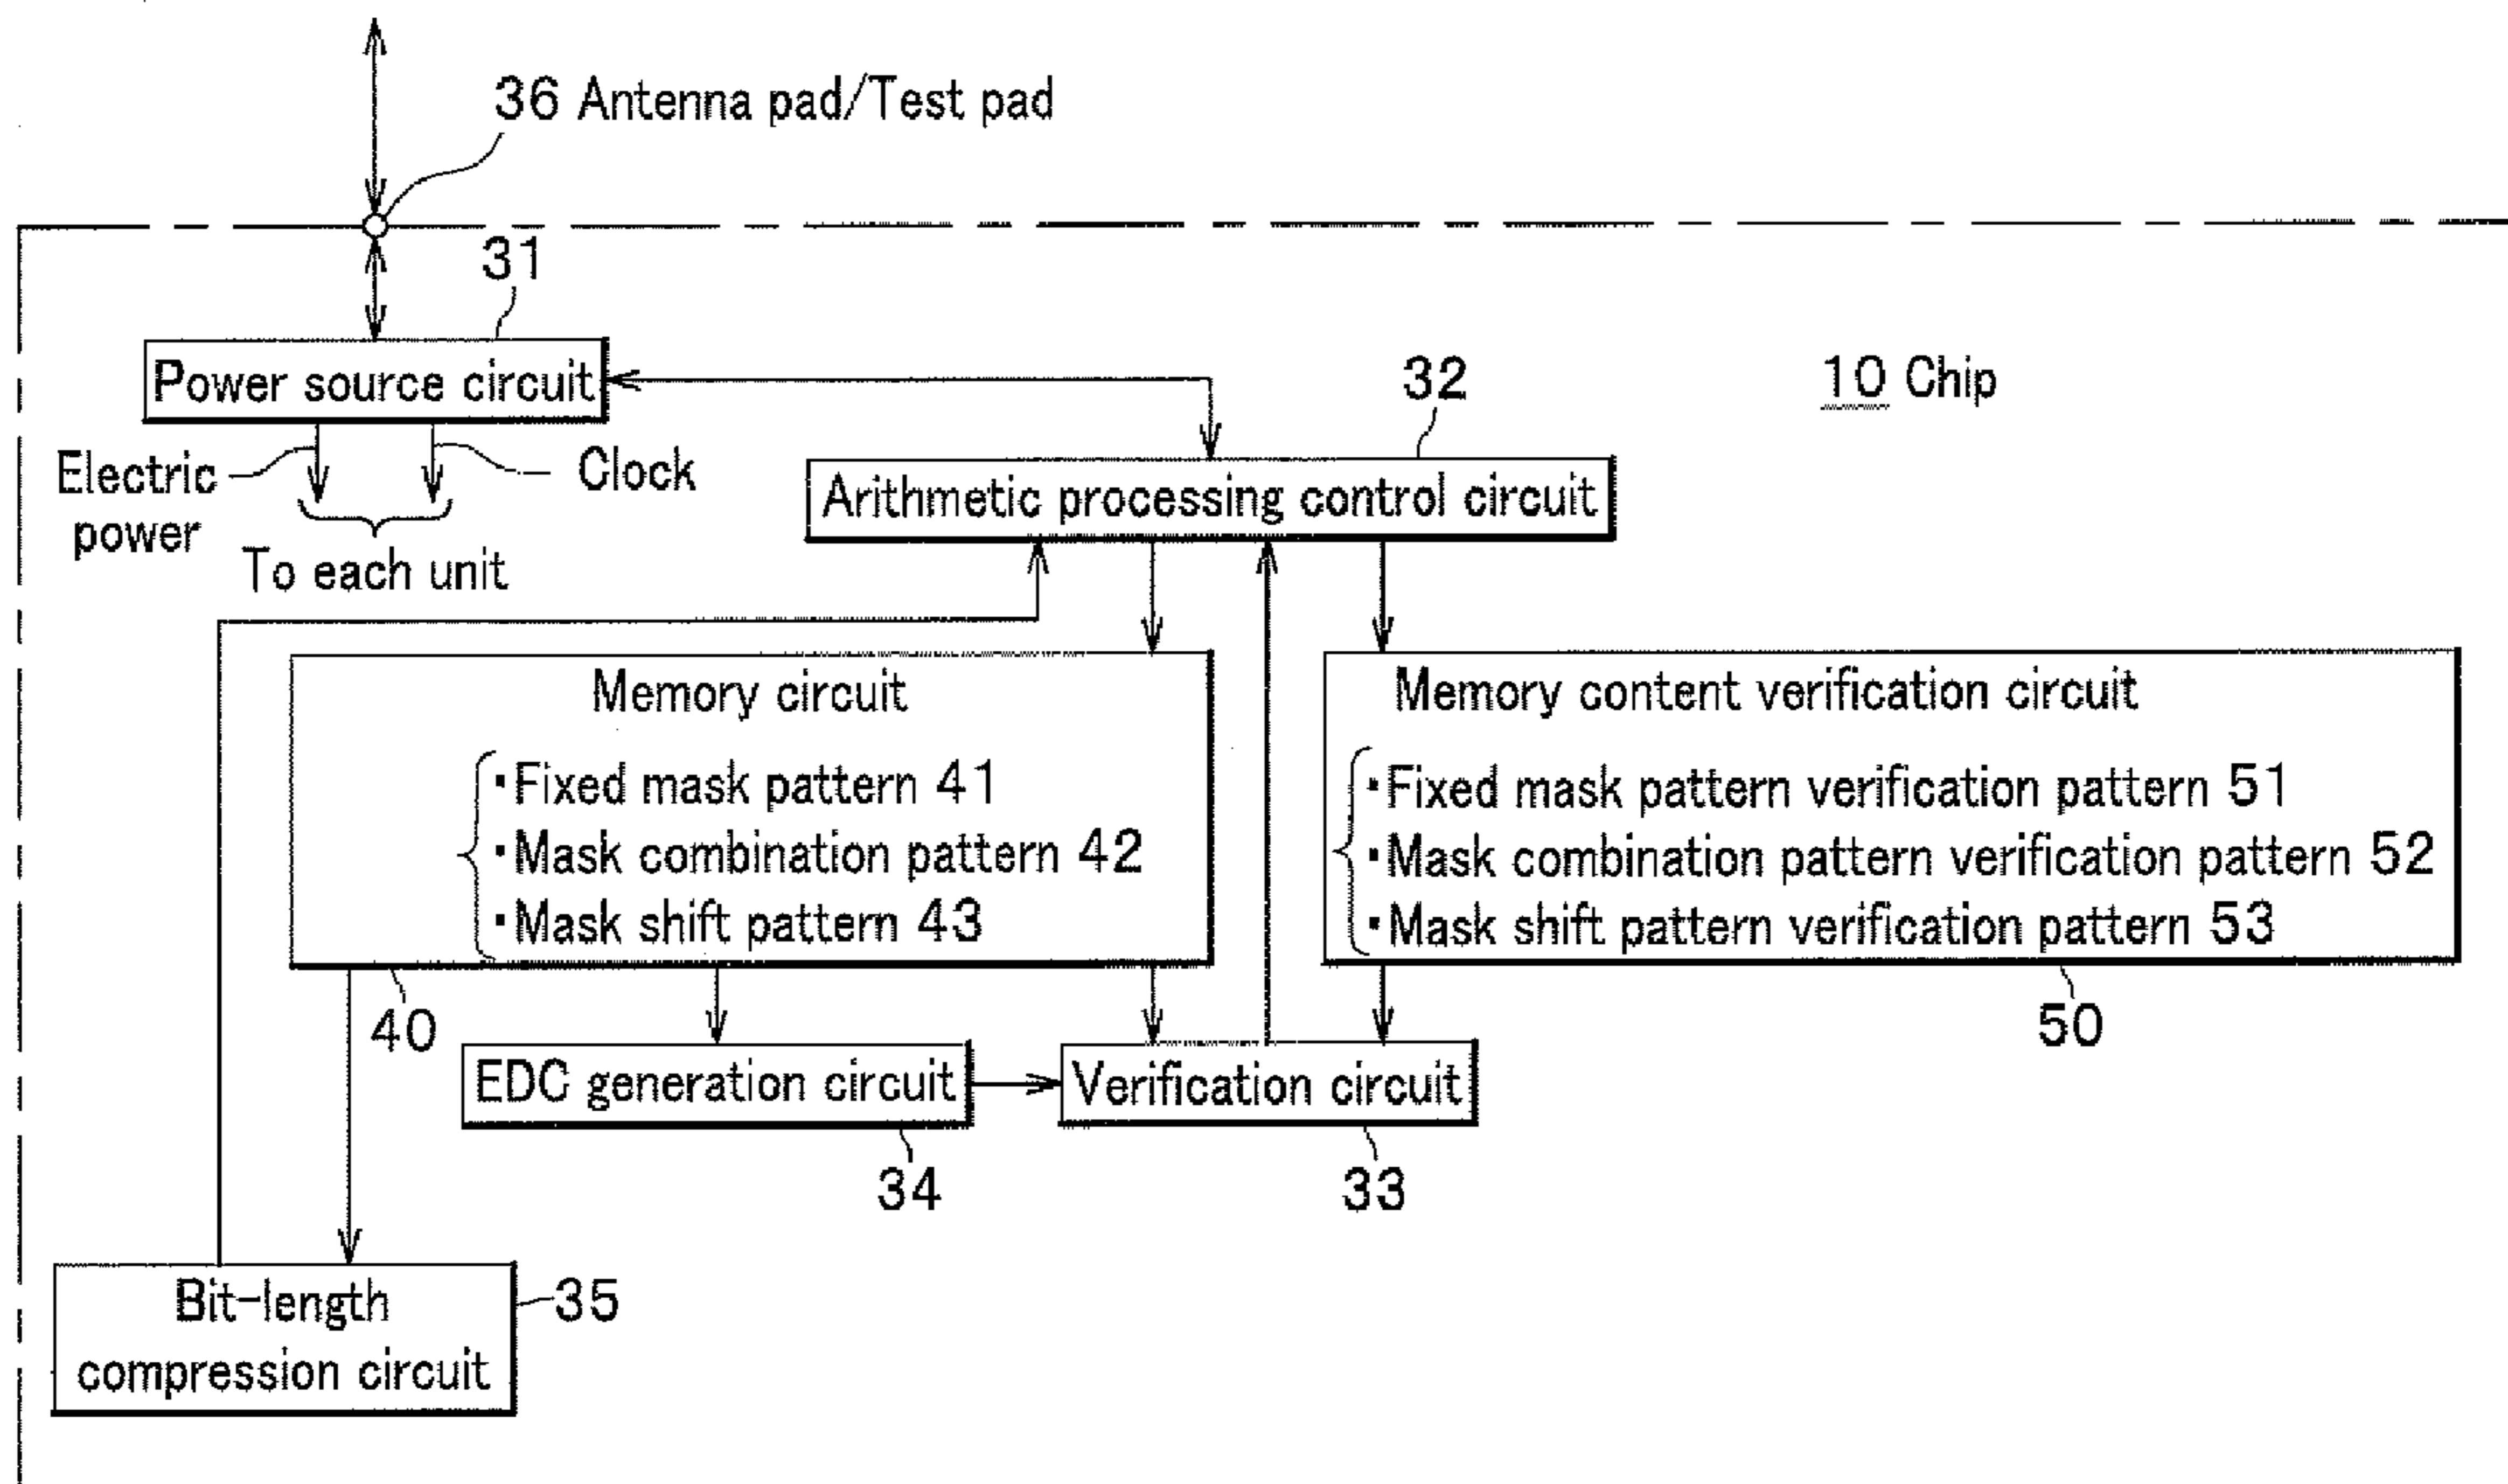 36 Antenna pad/Test pad
31
Power source circuit
32
10 Chip
Electric power
Clock
To each unit
Arithmetic processing control circuit
Memory circuit
・Fixed mask pattern 41
・Mask combination pattern 42
・Mask shift pattern 43
Memory content verification circuit
・Fixed mask pattern verification pattern 51
・Mask combination pattern verification pattern 52
・Mask shift pattern verification pattern 53
40
50
EDC generation circuit
Verification circuit
34
33
Bit-length
compression circuit
35